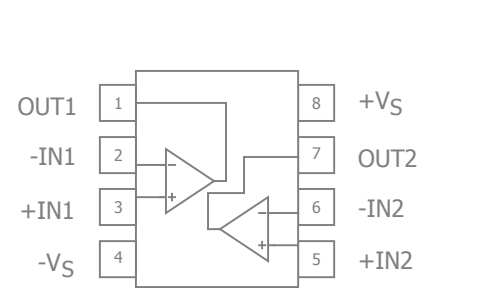 OUT1 1 8 +VS
-IN1 2 7 OUT2
+IN1 3 6 -IN2
-VS 4 5 +IN2